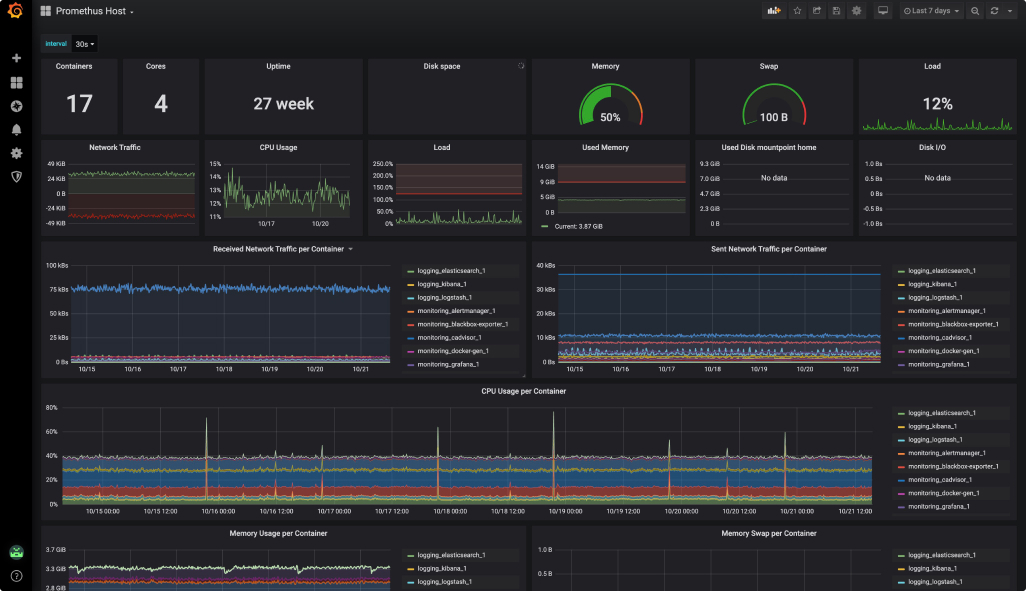 Promethus Host
Last 7 days
interval 30s
Containers
17
Cores
4
Uptime
27 week
Disk space
Memory
50%
Swap
100 B
Load
12%
Network Traffic
49 KiB
24 KiB
0 B
-24 KiB
-49 KiB
CPU Usage
15%
14%
13%
12%
11%
10/17 10/20
Load
250.0%
200.0%
150.0%
100.0%
50.0%
0%
Used Memory
14 GiB
9 GiB
5 GiB
0 B
Current: 3.87 GiB
Used Disk mountpoint home
9.3 GiB
7.0 GiB
4.7 GiB
2.3 GiB
0 B
No data
Disk I/O
1.0 Bs
0.5 Bs
0 Bs
-0.5 Bs
-1.0 Bs
No data
Received Network Traffic per Container
100 kBs
75 kBs
50 kBs
25 kBs
0 Bs
10/15 10/16 10/17 10/18 10/19 10/20 10/21
logging_elasticsearch_1
logging_kibana_1
logging_logstash_1
monitoring_alertmanager_1
monitoring_blackbox-exporter_1
monitoring_cadvisor_1
monitoring_docker-gen_1
monitoring_grafana_1
Sent Network Traffic per Container
40 kBs
30 kBs
20 kBs
10 kBs
0 Bs
10/15 10/16 10/17 10/18 10/19 10/20 10/21
logging_elasticsearch_1
logging_kibana_1
logging_logstash_1
monitoring_alertmanager_1
monitoring_blackbox-exporter_1
monitoring_cadvisor_1
monitoring_docker-gen_1
monitoring_grafana_1
CPU Usage per Container
80%
60%
40%
20%
0%
10/15 00:00 10/15 12:00 10/16 00:00 10/16 12:00 10/17 00:00 10/17 12:00 10/18 00:00 10/18 12:00 10/19 00:00 10/19 12:00 10/20 00:00 10/20 12:00 10/21 00:00 10/21 12:00
logging_elasticsearch_1
logging_kibana_1
logging_logstash_1
monitoring_alertmanager_1
monitoring_blackbox-exporter_1
monitoring_cadvisor_1
monitoring_docker-gen_1
monitoring_grafana_1
Memory Usage per Container
3.7 GiB
3.3 GiB
2.8 GiB
logging_elasticsearch_1
logging_kibana_1
logging_logstash_1
Memory Swap per Container
1.0 B
0.5 B
logging_elasticsearch_1
logging_kibana_1
logging_logstash_1